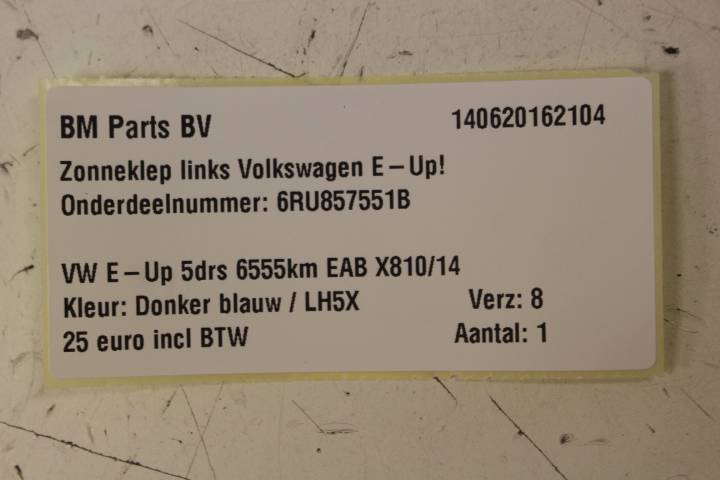 BM Parts BV 140620162104
Zonneklep links Volkswagen E-Up!
Onderdeelnummer: 6RU857551B
VW E-Up 5drs 6555km EAB X810/14
Kleur: Donker blauw / LH5X Verz: 8
25 euro incl BTW Aantal: 1